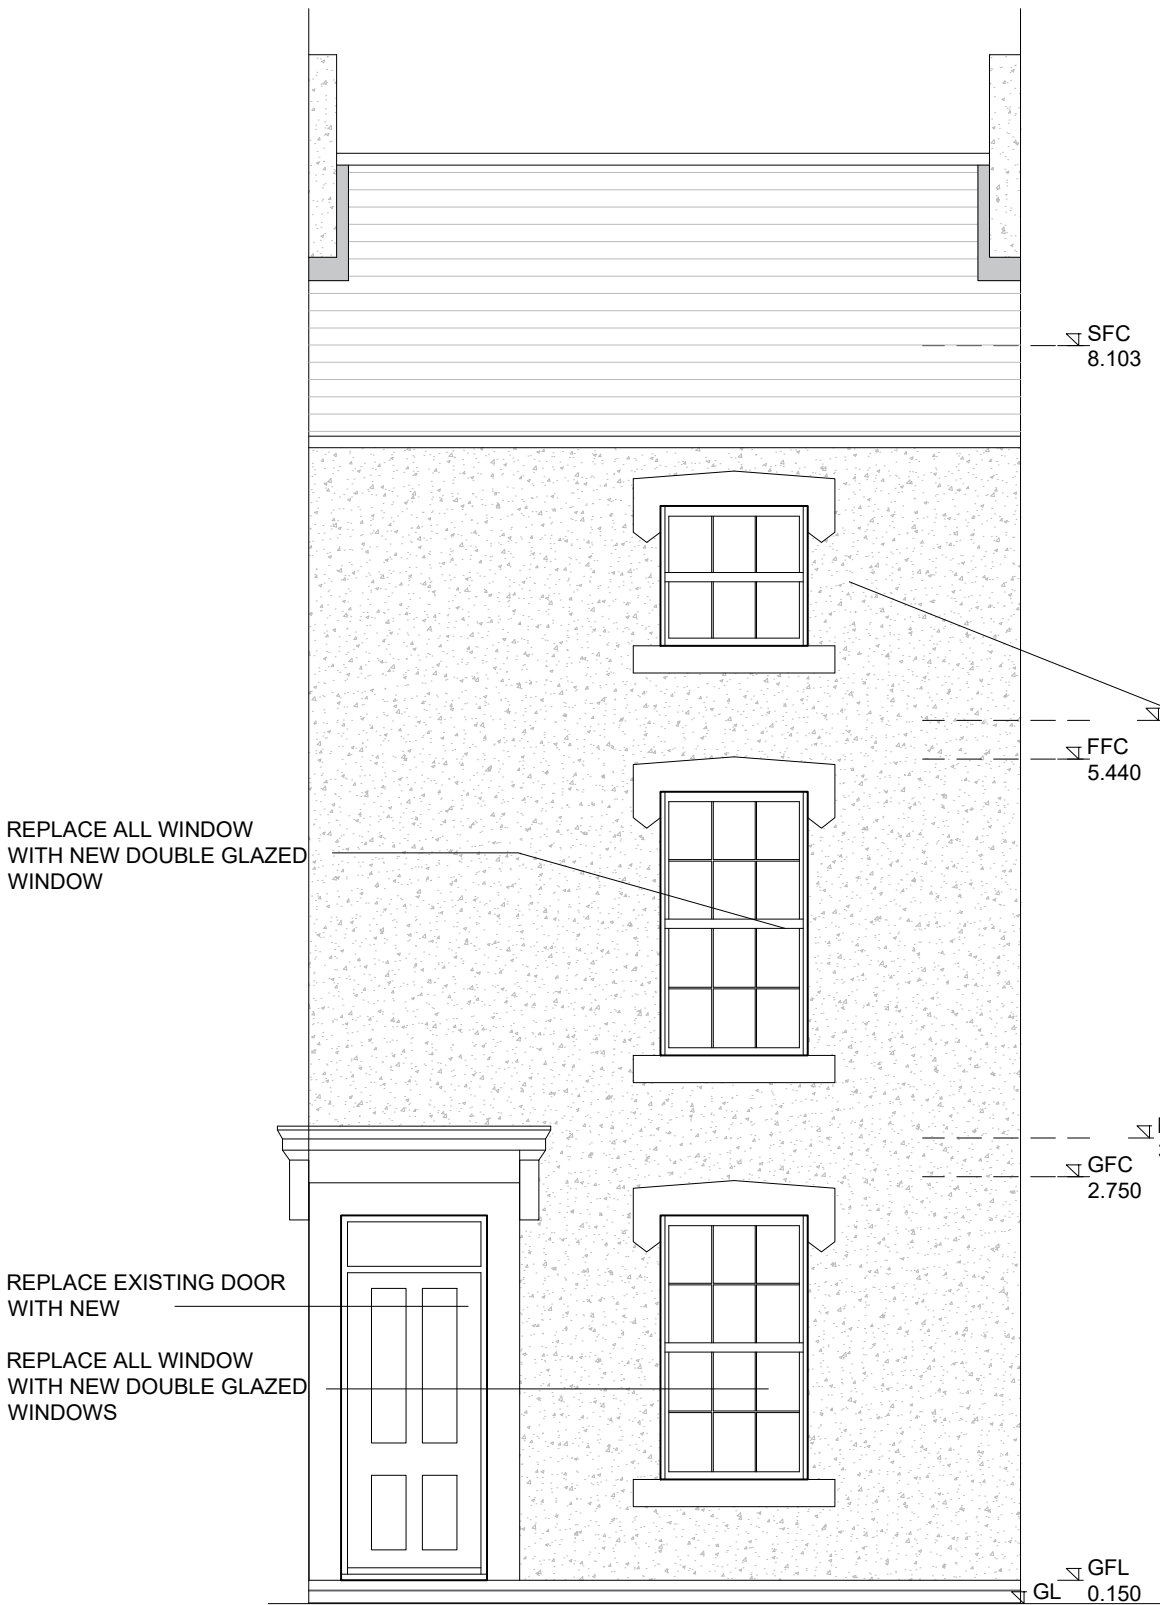 SFC
8.103
FFC
5.440
REPLACE ALL WINDOW
WITH NEW DOUBLE GLAZED
WINDOW
GFC
2.750
REPLACE EXISTING DOOR
WITH NEW
REPLACE ALL WINDOW
WITH NEW DOUBLE GLAZED
WINDOWS
GFL
0.150
GL